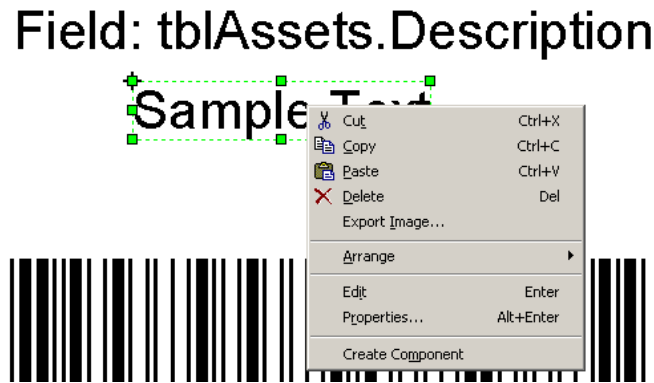 Field: tblAssets.Description
Sample Text
Cut Ctrl+X
Copy Ctrl+C
Paste Ctrl+V
Delete Del
Export Image...
Arrange
Edit Enter
Properties... Alt+Enter
Create Component